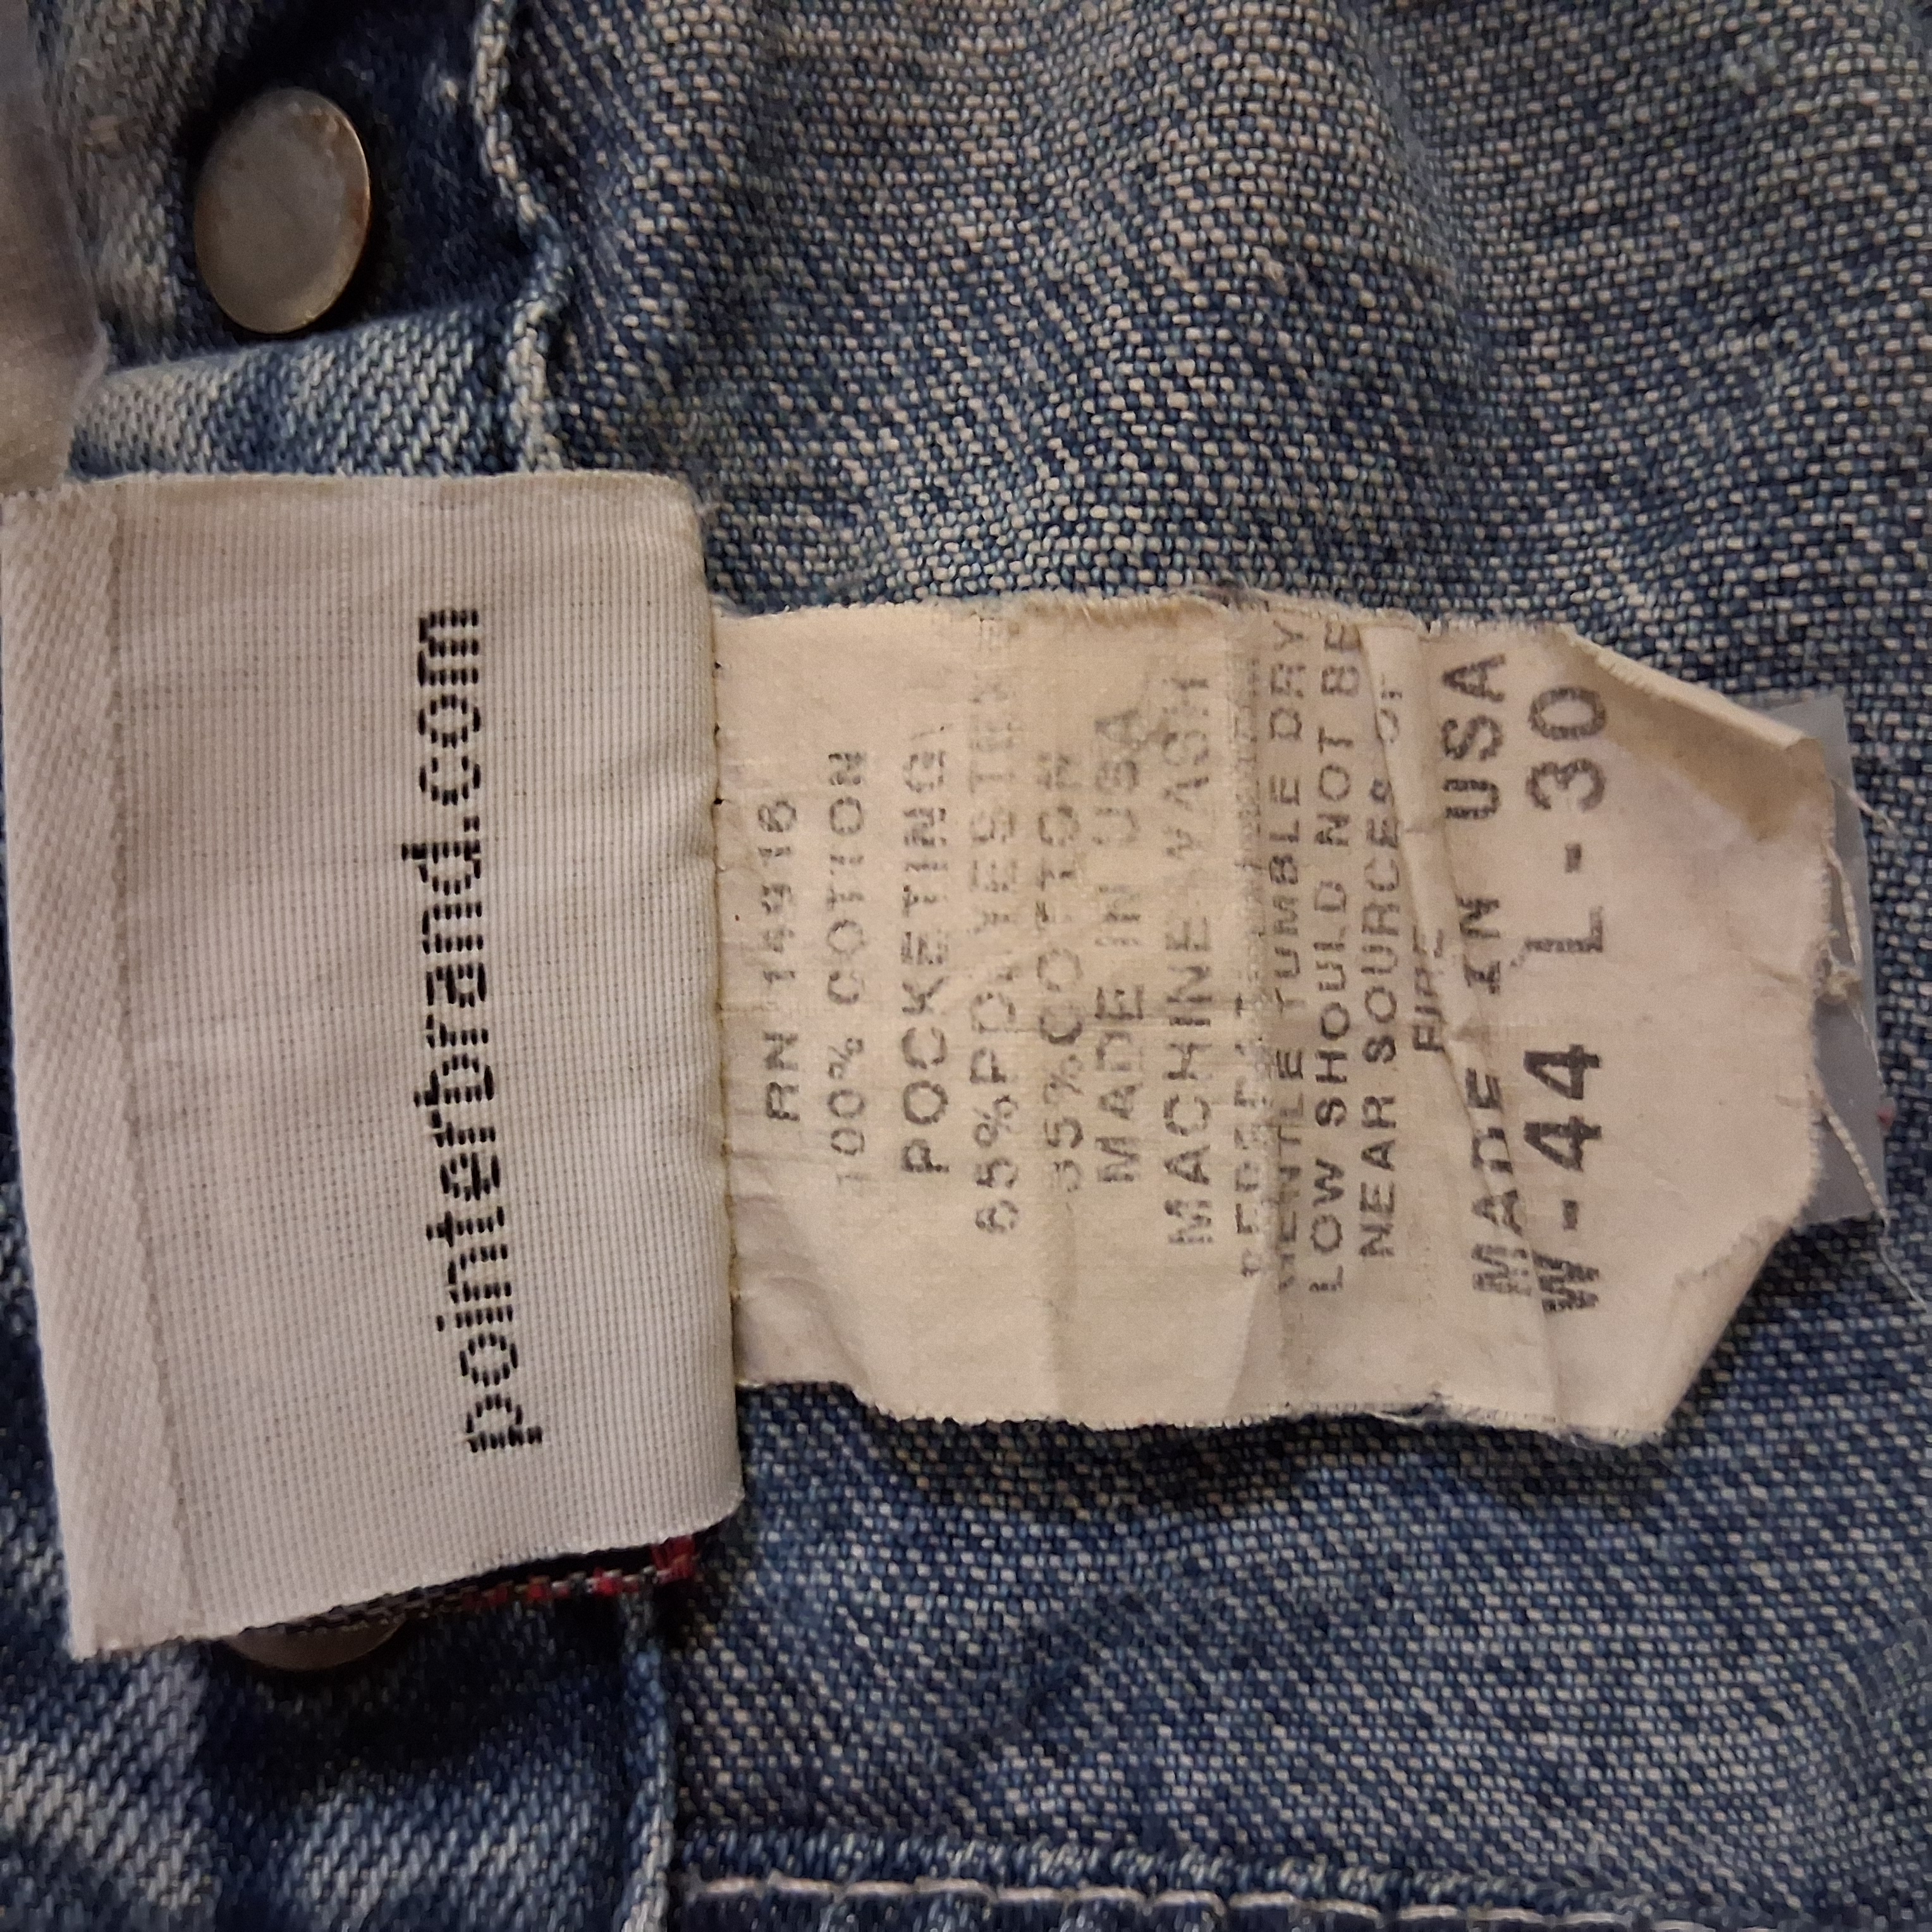 pointerbrand.com
RN 14916
100% COTTON
POCKETING
65% POLYESTER
35% COTTON
MADE IN USA
MACHINE WASH
GENTLE TUMBLE DRY
LOW SHOULD NOT BE
NEAR SOURCES OF
FIRE
MADE IN USA
W-44 L-30